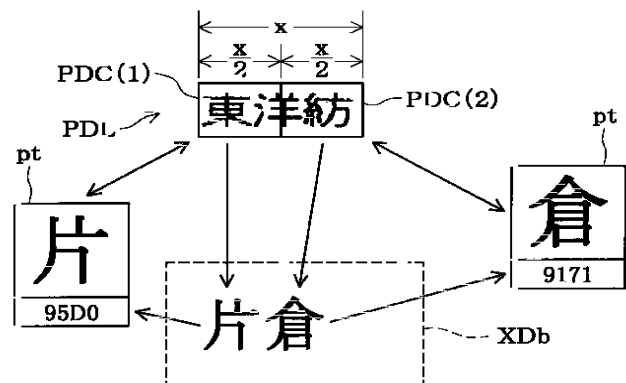 x
x/2 x/2
PDC(1)
東洋紡
PDC(2)
PDL
pt
pt
片
倉
95D0
9171
片倉
XDb